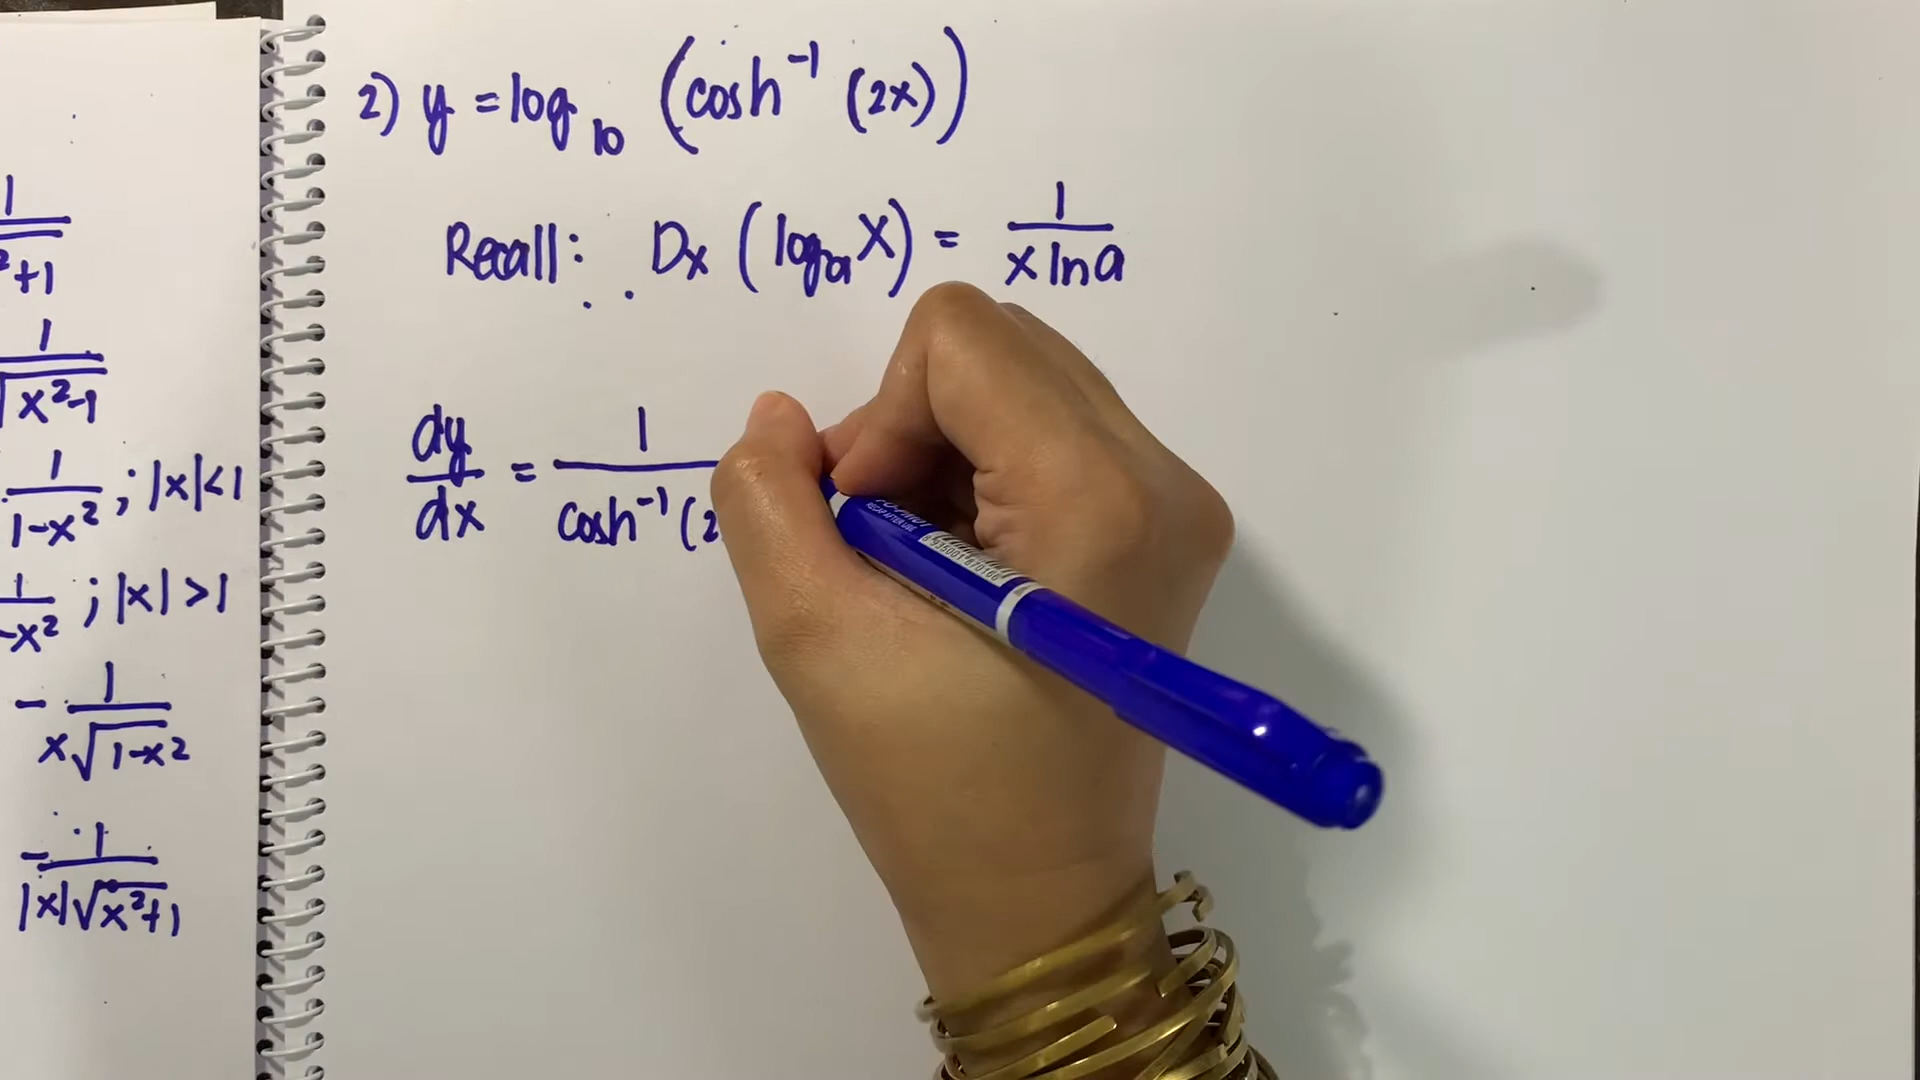 2) y = log₁₀ (cosh⁻¹ (2x))
Recall: Dx (logₐ x) = 1/(x ln a)
dy/dx = 1/(cosh⁻¹ (2
1/(²+1)
1/√(x²-1)
1/(1-x²) ; |x|<1
1/(-x²) ; |x|>1
- 1/(x√(1-x²))
- 1/(|x|√(x²+1))